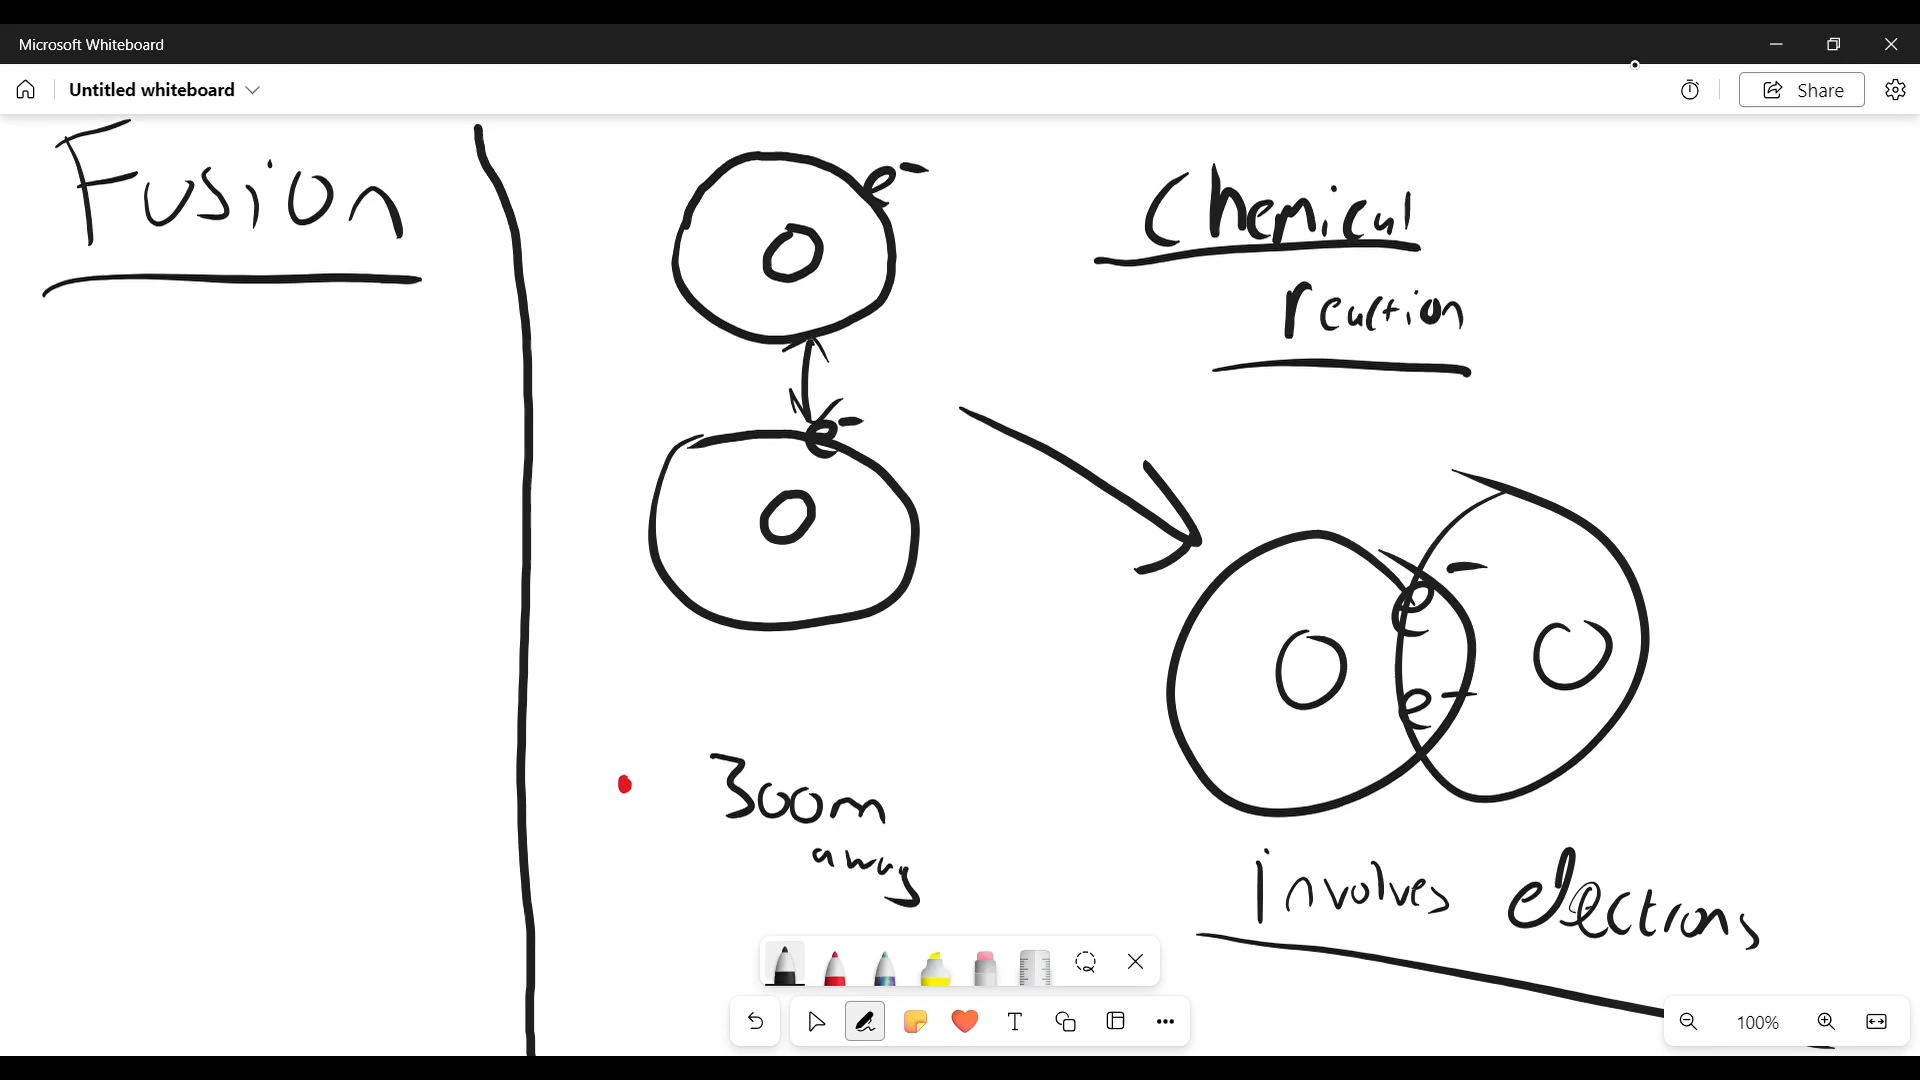 Microsoft Whiteboard
Untitled whiteboard
Share
Fusion
e-
Chemical
reaction
e-
e-
e-
300m
away
involves electrons
100%